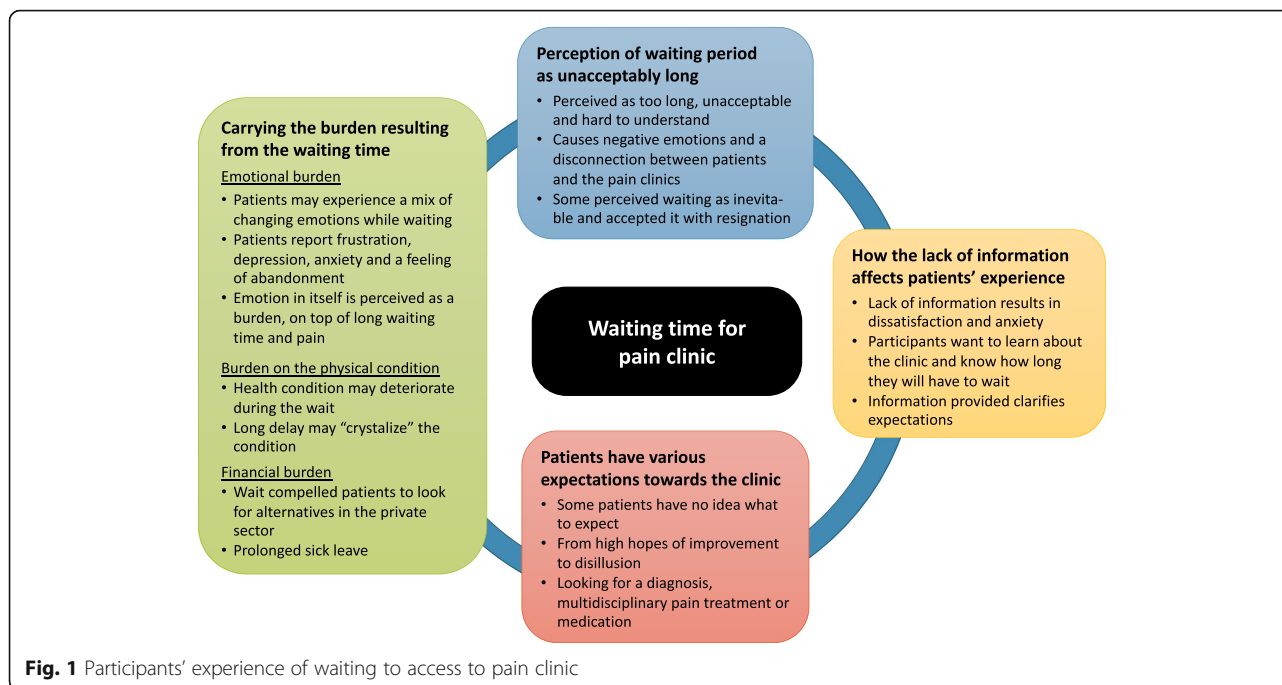 Perception of waiting period
as unacceptably long
• Perceived as too long, unacceptable
and hard to understand
• Causes negative emotions and a
disconnection between patients
and the pain clinics
• Some perceived waiting as inevita-
ble and accepted it with resignation
Carrying the burden resulting
from the waiting time
Emotional burden
• Patients may experience a mix of
changing emotions while waiting
• Patients report frustration,
depression, anxiety and a feeling
of abandonment
• Emotion in itself is perceived as a
burden, on top of long waiting
time and pain
Burden on the physical condition
• Health condition may deteriorate
during the wait
• Long delay may “crystalize” the
condition
Financial burden
• Wait compelled patients to look
for alternatives in the private
sector
• Prolonged sick leave
How the lack of information
affects patients’ experience
• Lack of information results in
dissatisfaction and anxiety
• Participants want to learn about
the clinic and know how long
they will have to wait
• Information provided clarifies
expectations
Waiting time for
pain clinic
Patients have various
expectations towards the clinic
• Some patients have no idea what
to expect
• From high hopes of improvement
to disillusion
• Looking for a diagnosis,
multidisciplinary pain treatment or
medication
Fig. 1 Participants’ experience of waiting to access to pain clinic